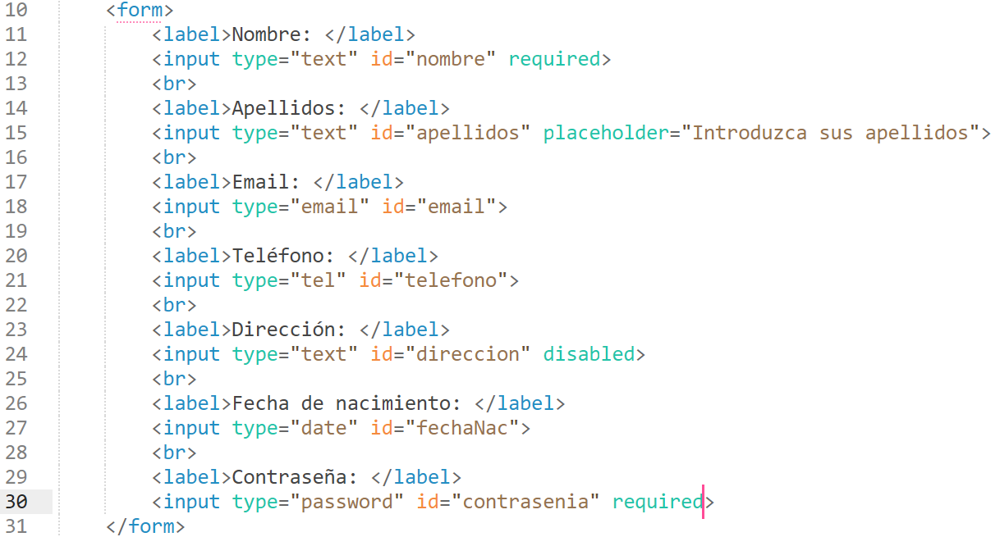 10 <form>
11 <label>Nombre: </label>
12 <input type="text" id="nombre" required>
13 <br>
14 <label>Apellidos: </label>
15 <input type="text" id="apellidos" placeholder="Introduzca sus apellidos">
16 <br>
17 <label>Email: </label>
18 <input type="email" id="email">
19 <br>
20 <label>Teléfono: </label>
21 <input type="tel" id="telefono">
22 <br>
23 <label>Dirección: </label>
24 <input type="text" id="direccion" disabled>
25 <br>
26 <label>Fecha de nacimiento: </label>
27 <input type="date" id="fechaNac">
28 <br>
29 <label>Contraseña: </label>
30 <input type="password" id="contrasenia" required>
31 </form>